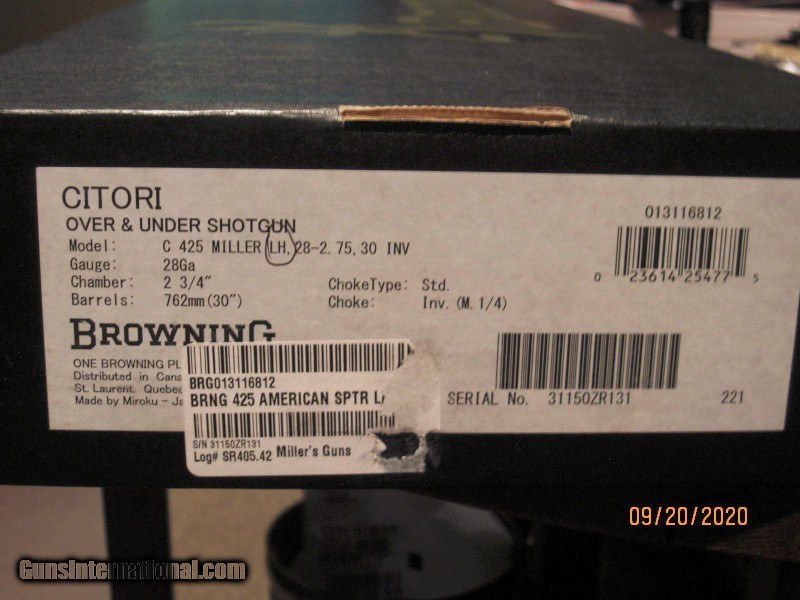 CITORI
OVER & UNDER SHOTGUN
013116812
Model: C 425 MILLER LH, 28-2. 75, 30 INV
Gauge: 28Ga
Chamber: 2 3/4" ChokeType: Std.
0 23614 25477 5
Barrels: 762mm(30") Choke: Inv. (M. 1/4)
BROWNING
ONE BROWNING PL
Distributed in Cana
St. Laurent. Quebec
Made by Miroku - Ja
BRG013116812
BRNG 425 AMERICAN SPTR
SERIAL No. 31150ZR131 221
S/N 31150ZR131
Log# SR405.42 Miller's Guns
09/20/2020
GunsInternational.com